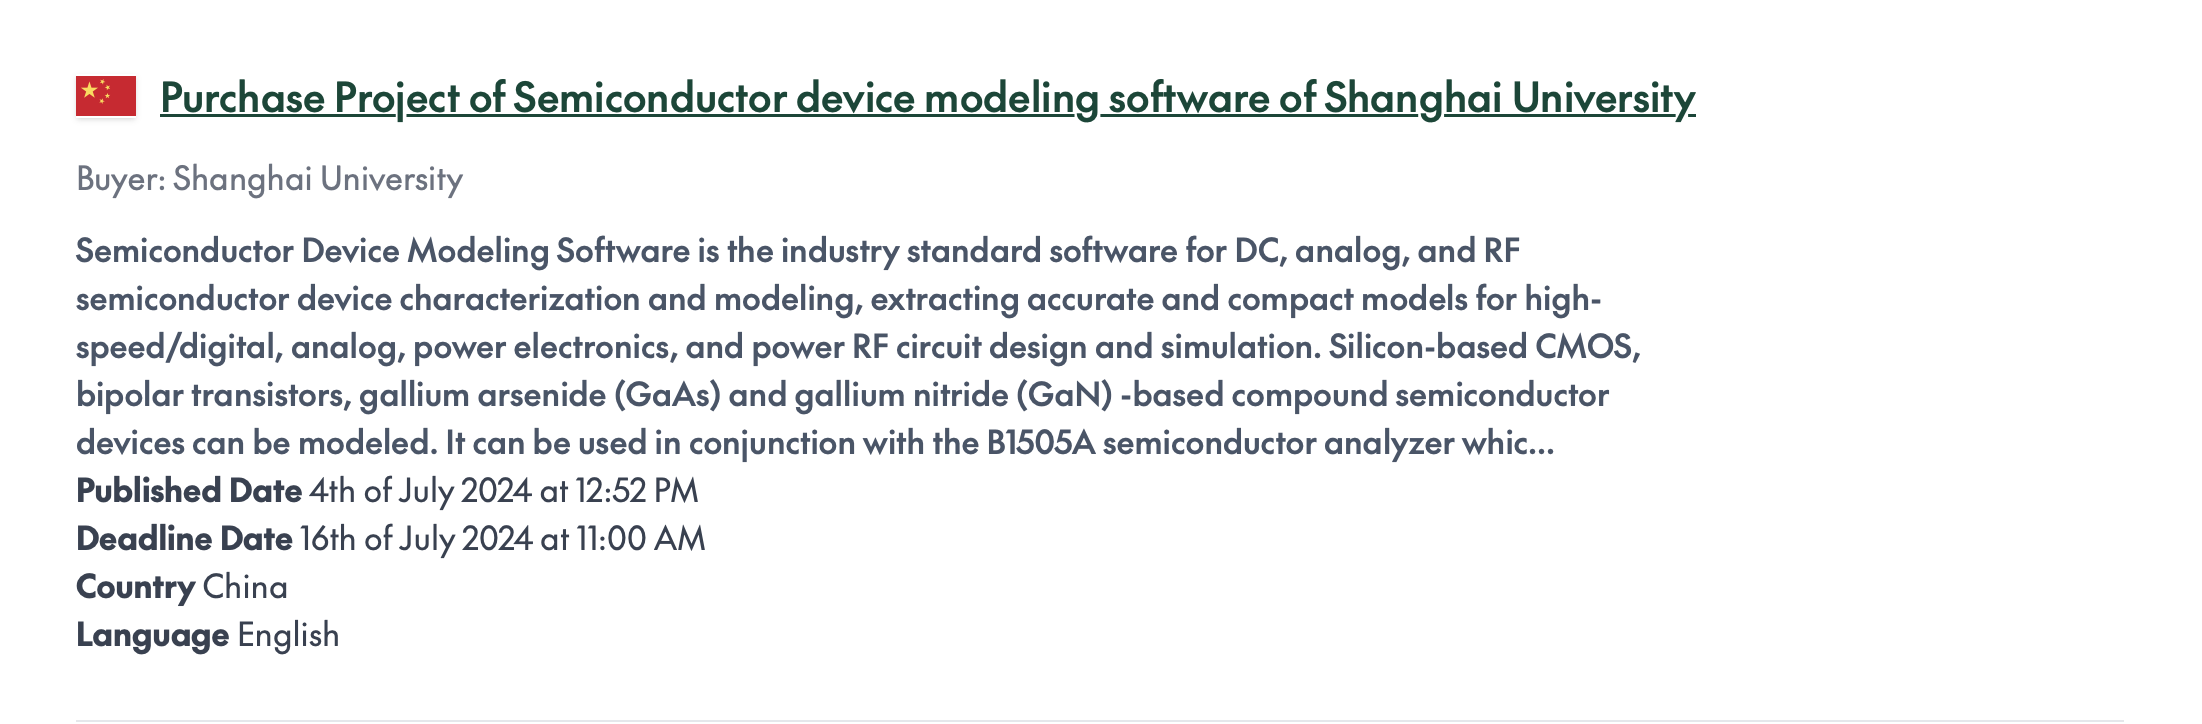 Purchase Project of Semiconductor device modeling software of Shanghai University
Buyer: Shanghai University
Semiconductor Device Modeling Software is the industry standard software for DC, analog, and RF
semiconductor device characterization and modeling, extracting accurate and compact models for high-
speed/digital, analog, power electronics, and power RF circuit design and simulation. Silicon-based CMOS,
bipolar transistors, gallium arsenide (GaAs) and gallium nitride (GaN) -based compound semiconductor
devices can be modeled. It can be used in conjunction with the B1505A semiconductor analyzer whic...
Published Date 4th of July 2024 at 12:52 PM
Deadline Date 16th of July 2024 at 11:00 AM
Country China
Language English